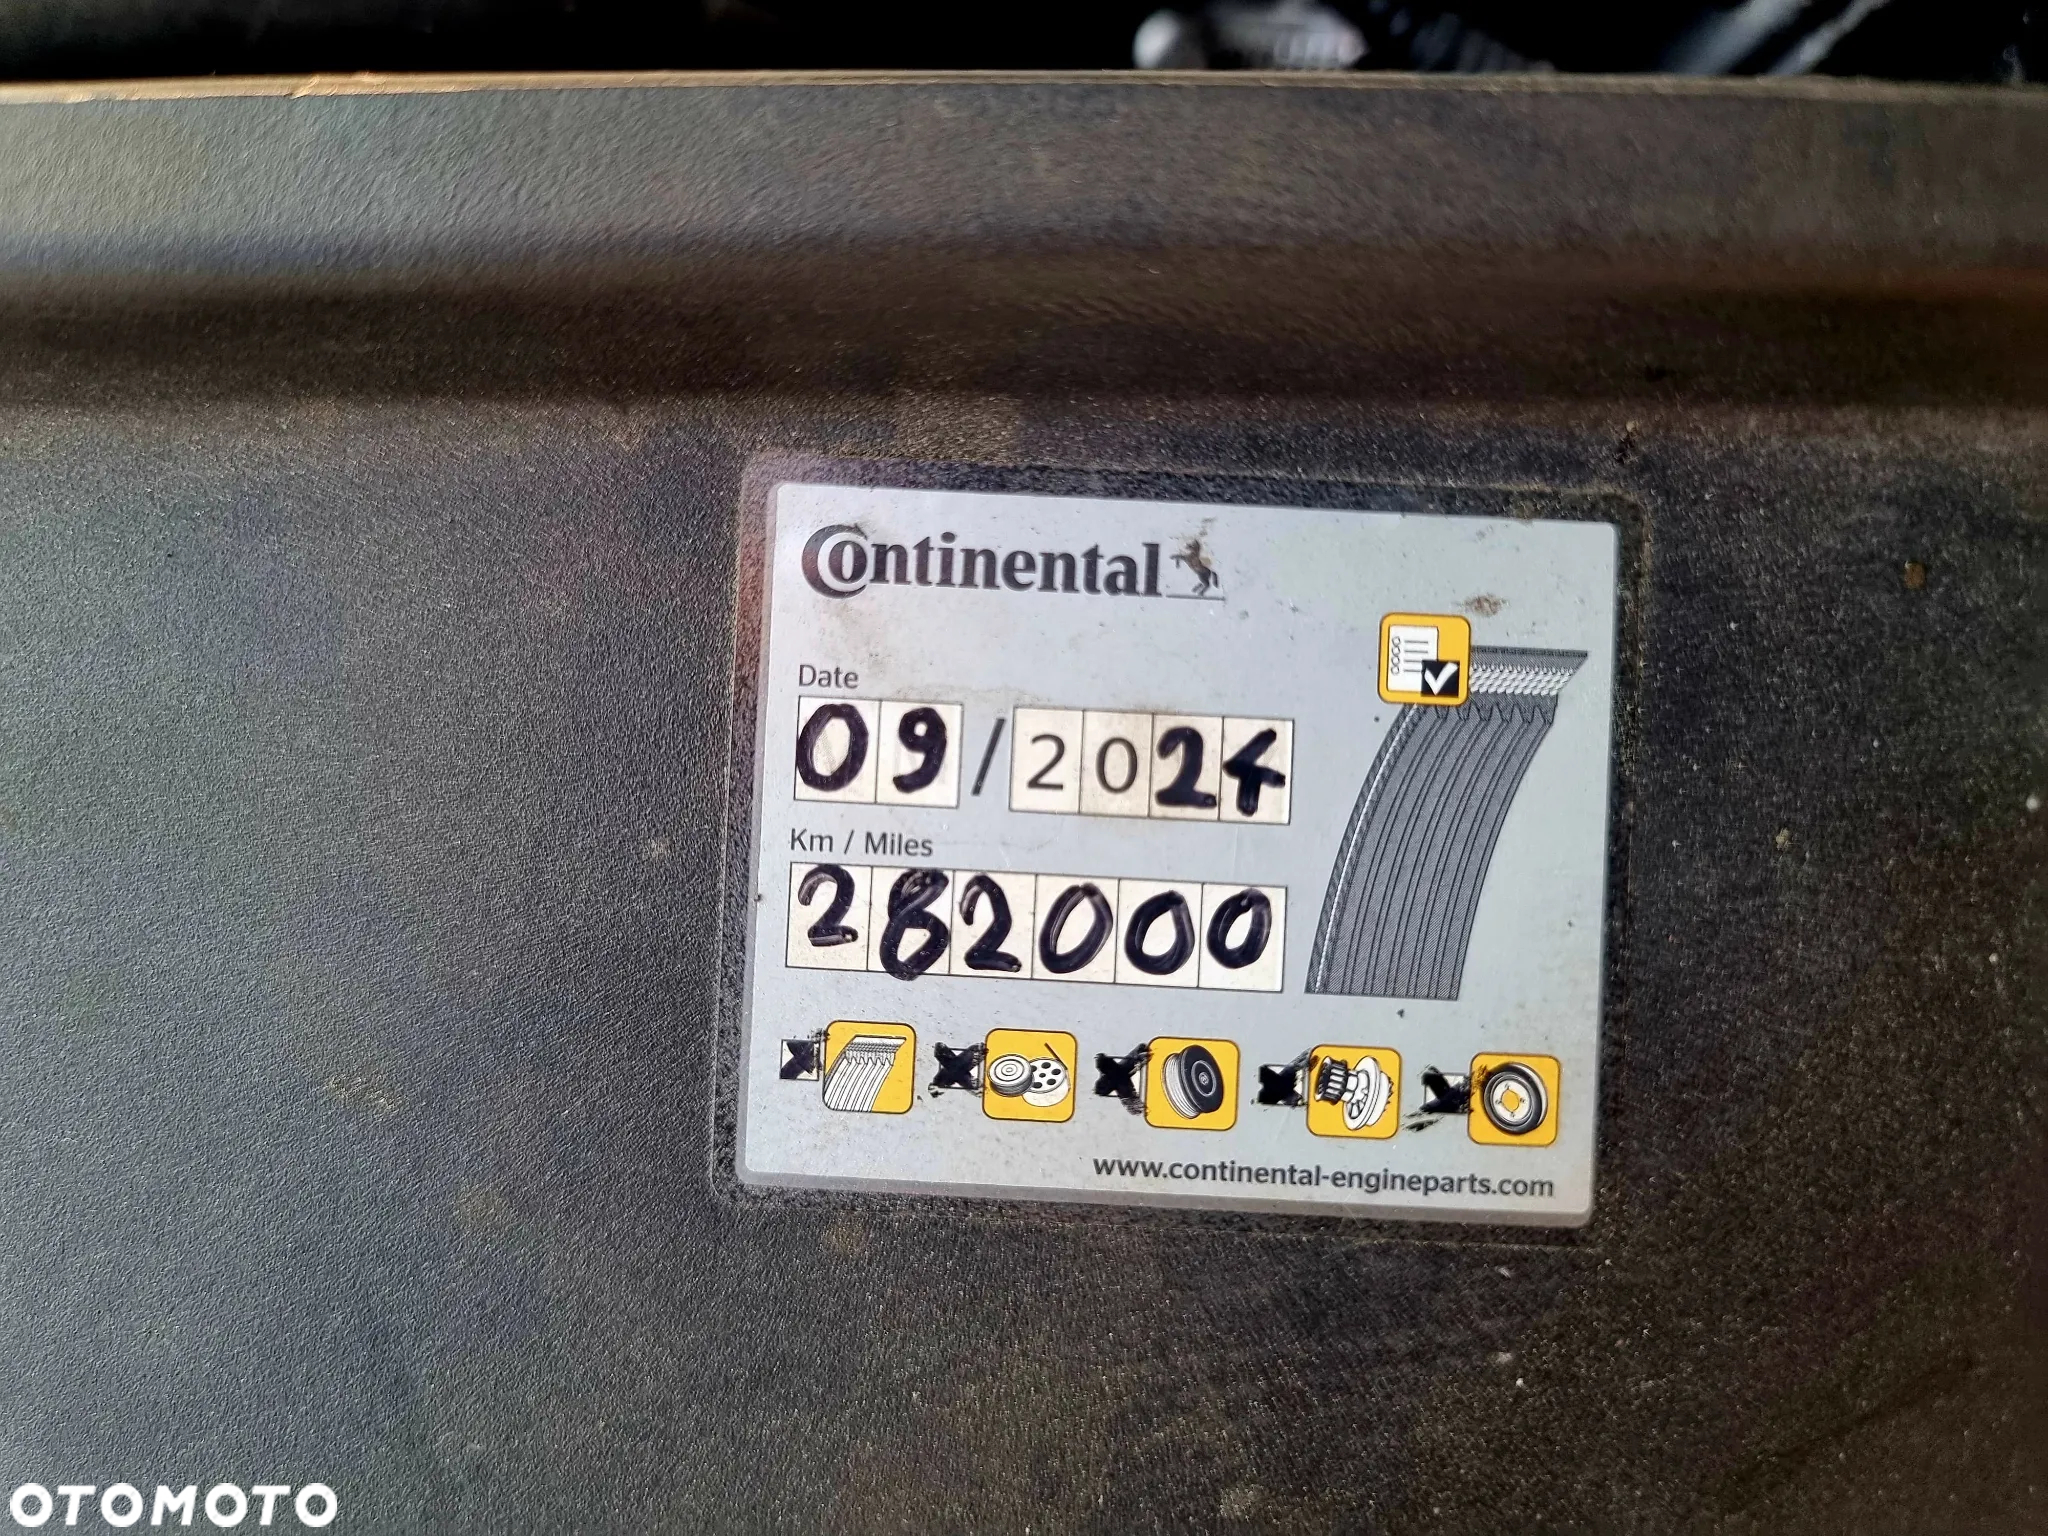 Continental
Date
09/2024
Km / Miles
282000
www.continental-engineparts.com
OTOMOTO